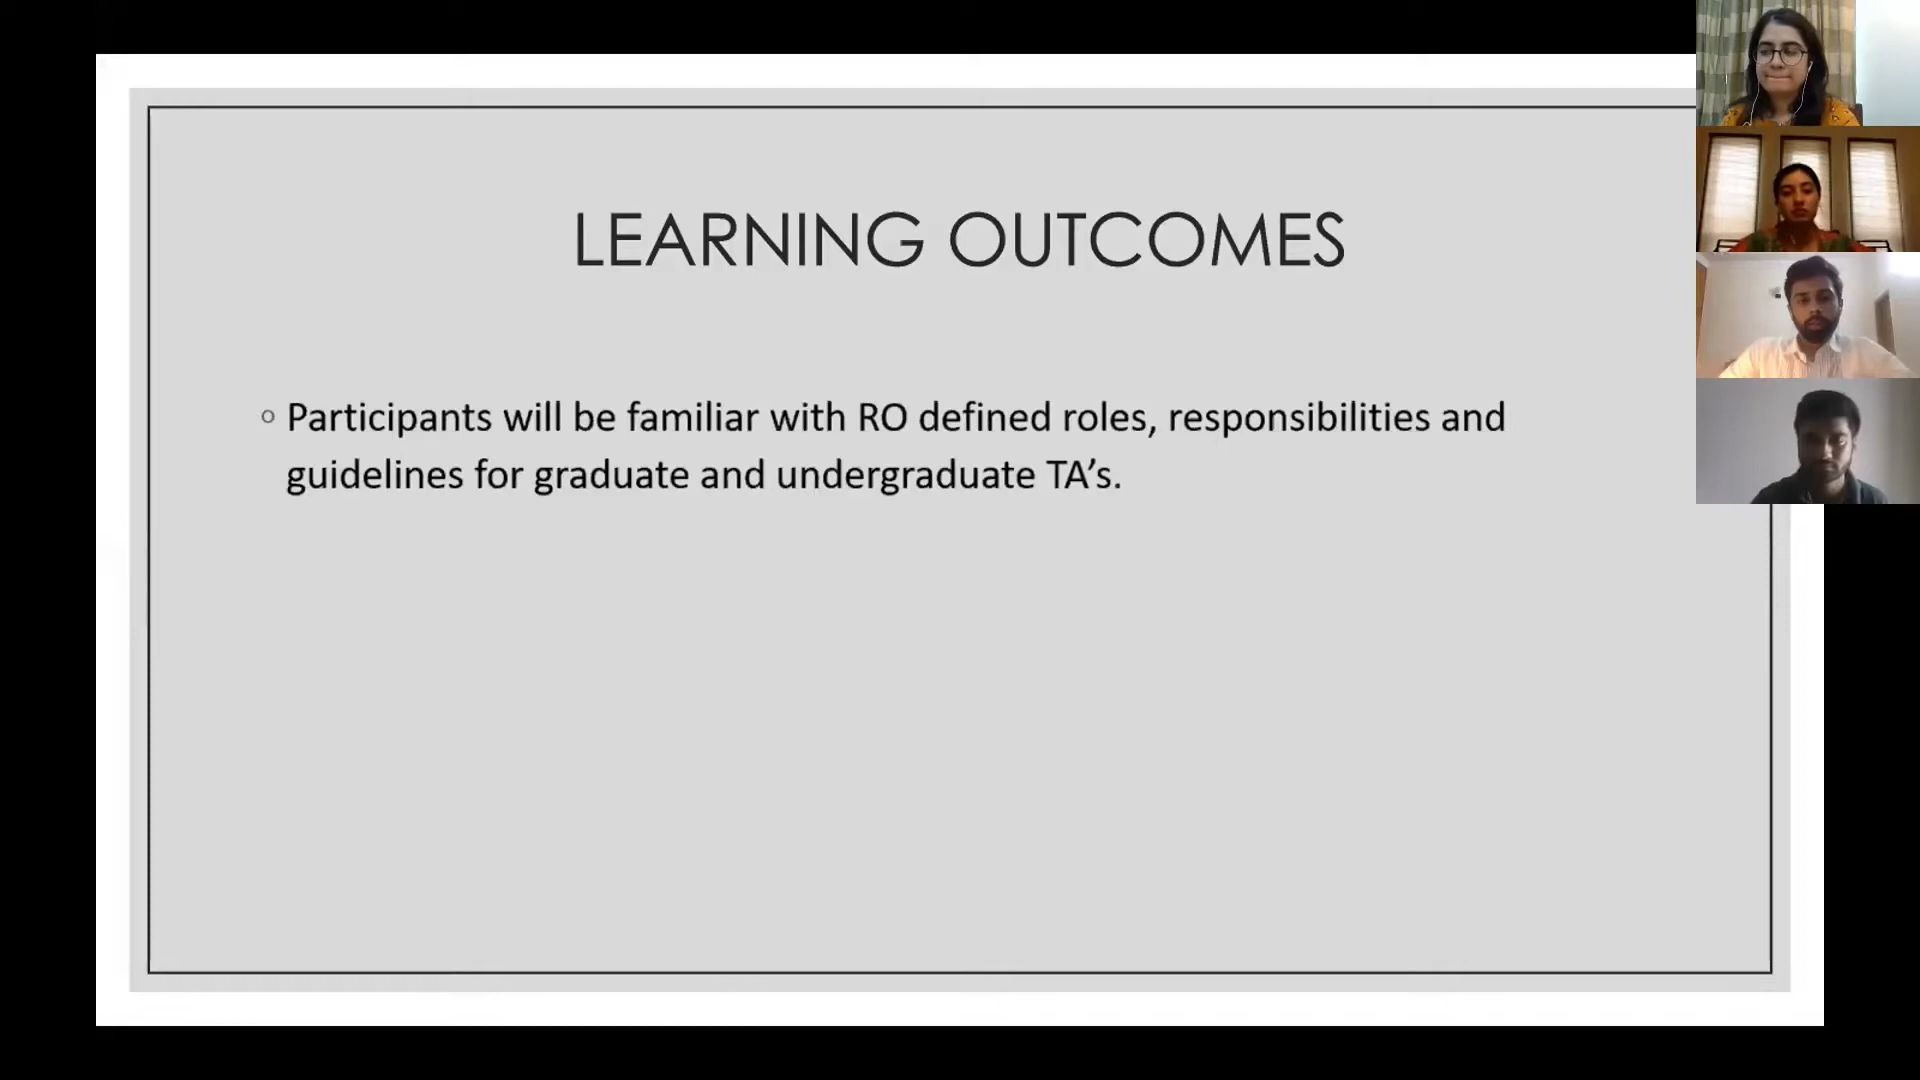 LEARNING OUTCOMES
Participants will be familiar with RO defined roles, responsibilities and
guidelines for graduate and undergraduate TA’s.